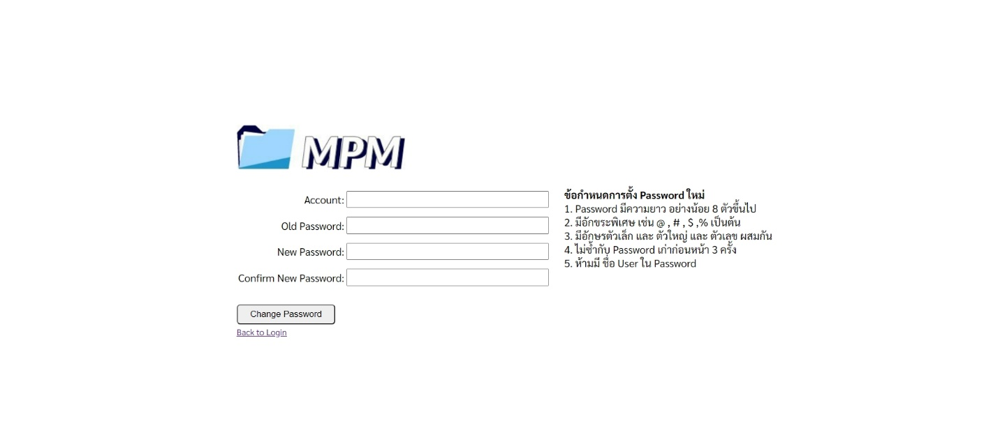 MPM
Account:
Old Password:
New Password:
Confirm New Password:
Change Password
Back to Login
ข้อกำหนดการตั้ง Password ใหม่
1. Password มีความยาว อย่างน้อย 8 ตัวขึ้นไป
2. มีอักขระพิเศษ เช่น @ , # , $ ,% เป็นต้น
3. มีอักษรตัวเล็ก และ ตัวใหญ่ และ ตัวเลข ผสมกัน
4. ไม่ซ้ำกับ Password เก่าก่อนหน้า 3 ครั้ง
5. ห้ามมี ชื่อ User ใน Password